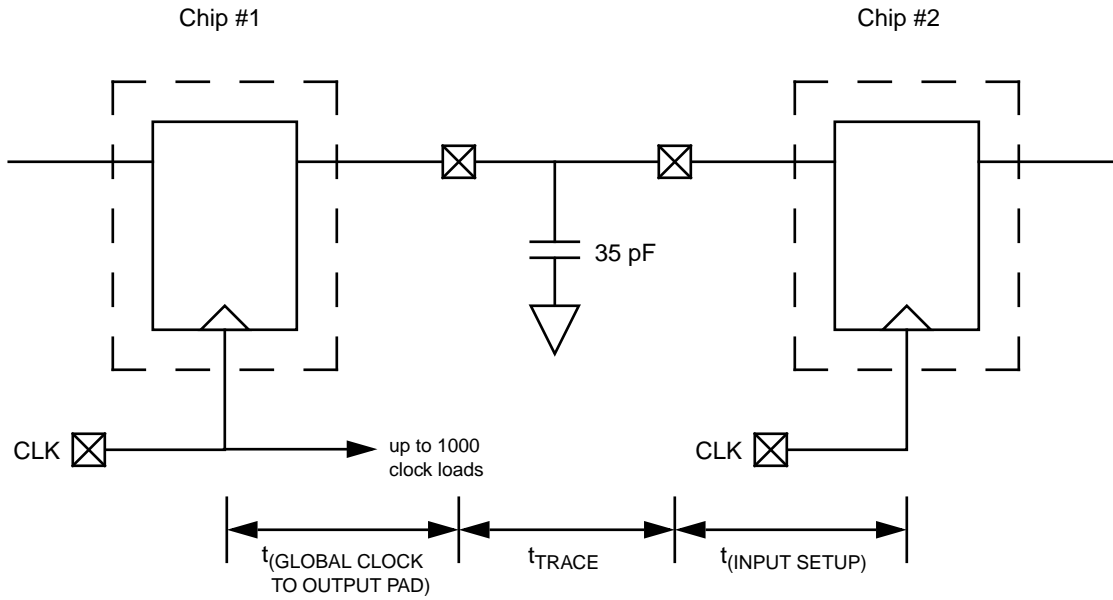 Chip #1
Chip #2
35 pF
CLK
up to 1000
clock loads
CLK
t(GLOBAL CLOCK
TO OUTPUT PAD)
tTRACE
t(INPUT SETUP)